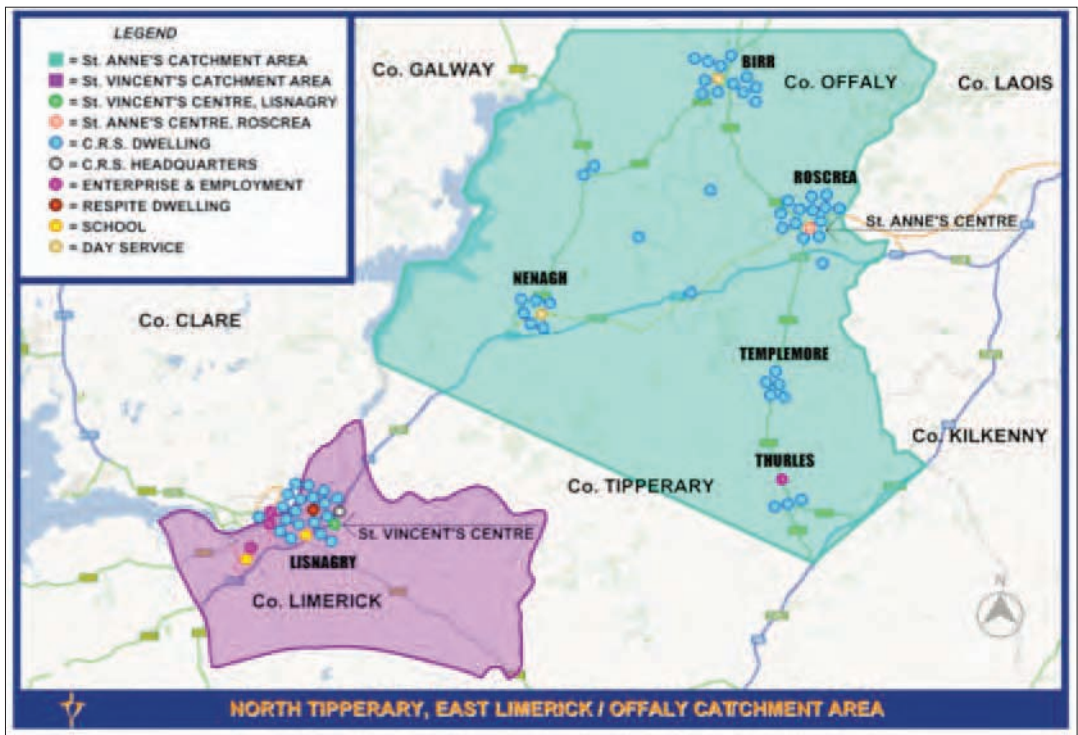 LEGEND
= St. ANNE'S CATCHMENT AREA
= St. VINCENT'S CATCHMENT AREA
= St. VINCENT'S CENTRE, LISNAGRY
= St. ANNE'S CENTRE, ROSCREA
= C.R.S. DWELLING
= C.R.S. HEADQUARTERS
= ENTERPRISE & EMPLOYMENT
= RESPITE DWELLING
= SCHOOL
= DAY SERVICE
Co. GALWAY
BIRR
Co. OFFALY
Co. LAOIS
ROSCREA
St. ANNE'S CENTRE
NENAGH
Co. CLARE
TEMPLEMORE
Co. KILKENNY
THURLES
Co. TIPPERARY
St. VINCENT'S CENTRE
LISNAGRY
Co. LIMERICK
N
NORTH TIPPERARY, EAST LIMERICK / OFFALY CATCHMENT AREA